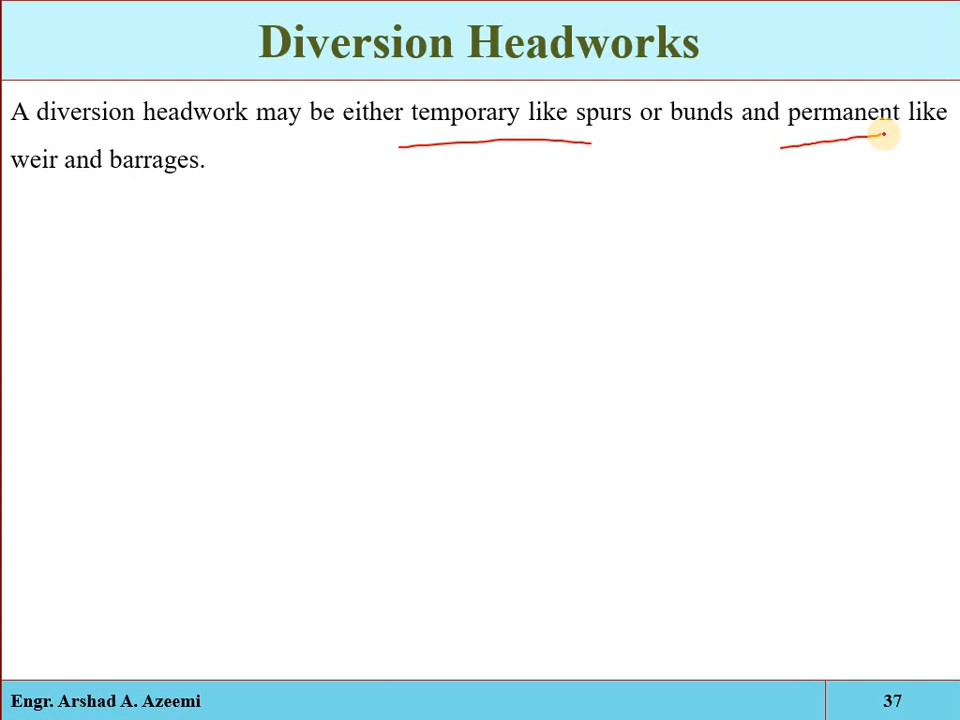 Diversion Headworks
A diversion headwork may be either temporary like spurs or bunds and permanent like
weir and barrages.
Engr. Arshad A. Azeemi
37